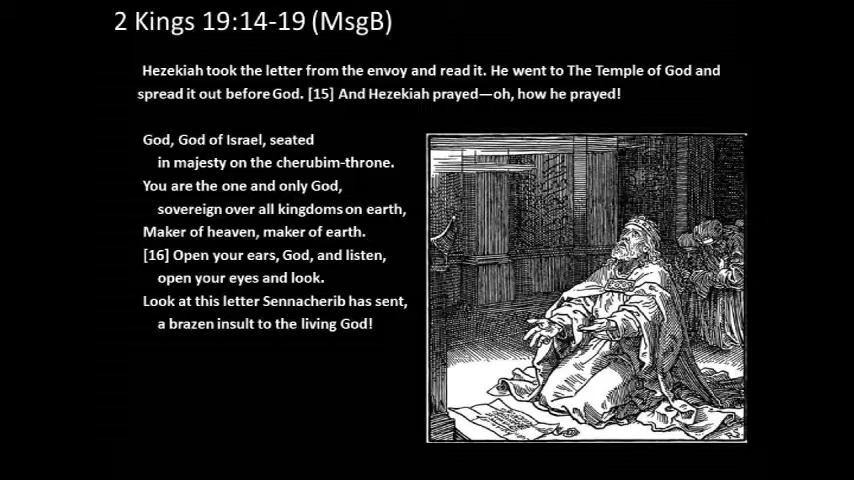 2 Kings 19:14-19 (MsgB)
Hezekiah took the letter from the envoy and read it. He went to The Temple of God and
spread it out before God. [15] And Hezekiah prayed—oh, how he prayed!
God, God of Israel, seated
in majesty on the cherubim-throne.
You are the one and only God,
sovereign over all kingdoms on earth,
Maker of heaven, maker of earth.
[16] Open your ears, God, and listen,
open your eyes and look.
Look at this letter Sennacherib has sent,
a brazen insult to the living God!